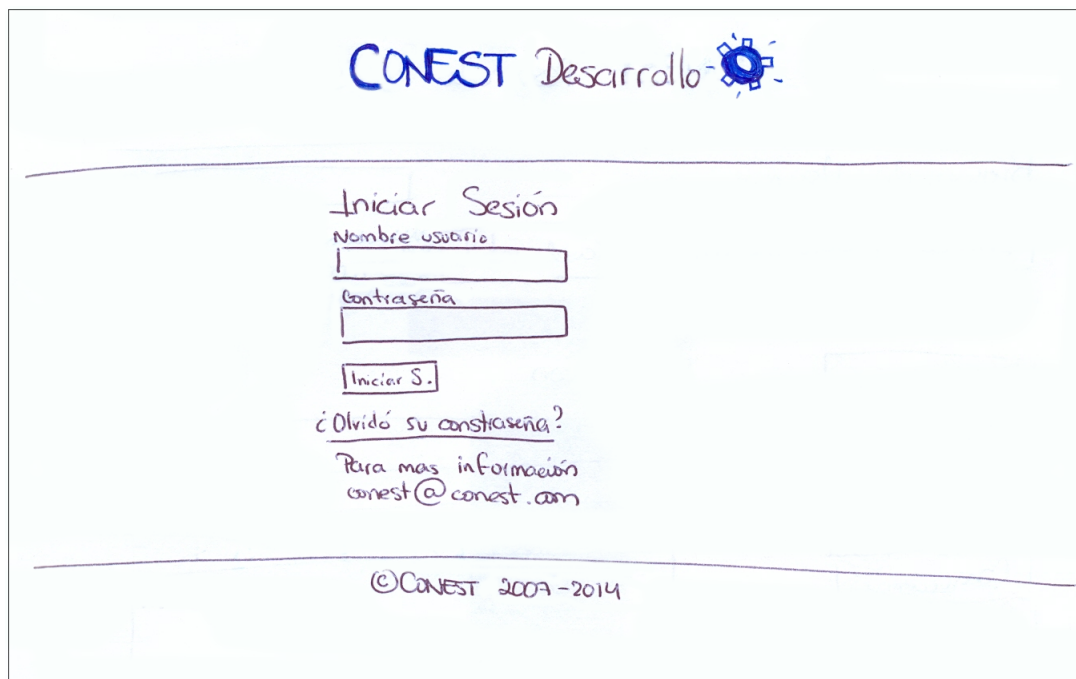 CONEST Desarrollo
Iniciar Sesión
Nombre usuario
Contraseña
Iniciar S.
¿Olvidó su constraseña?
Para mas información
conest@conest.com
©CONEST 2007-2014